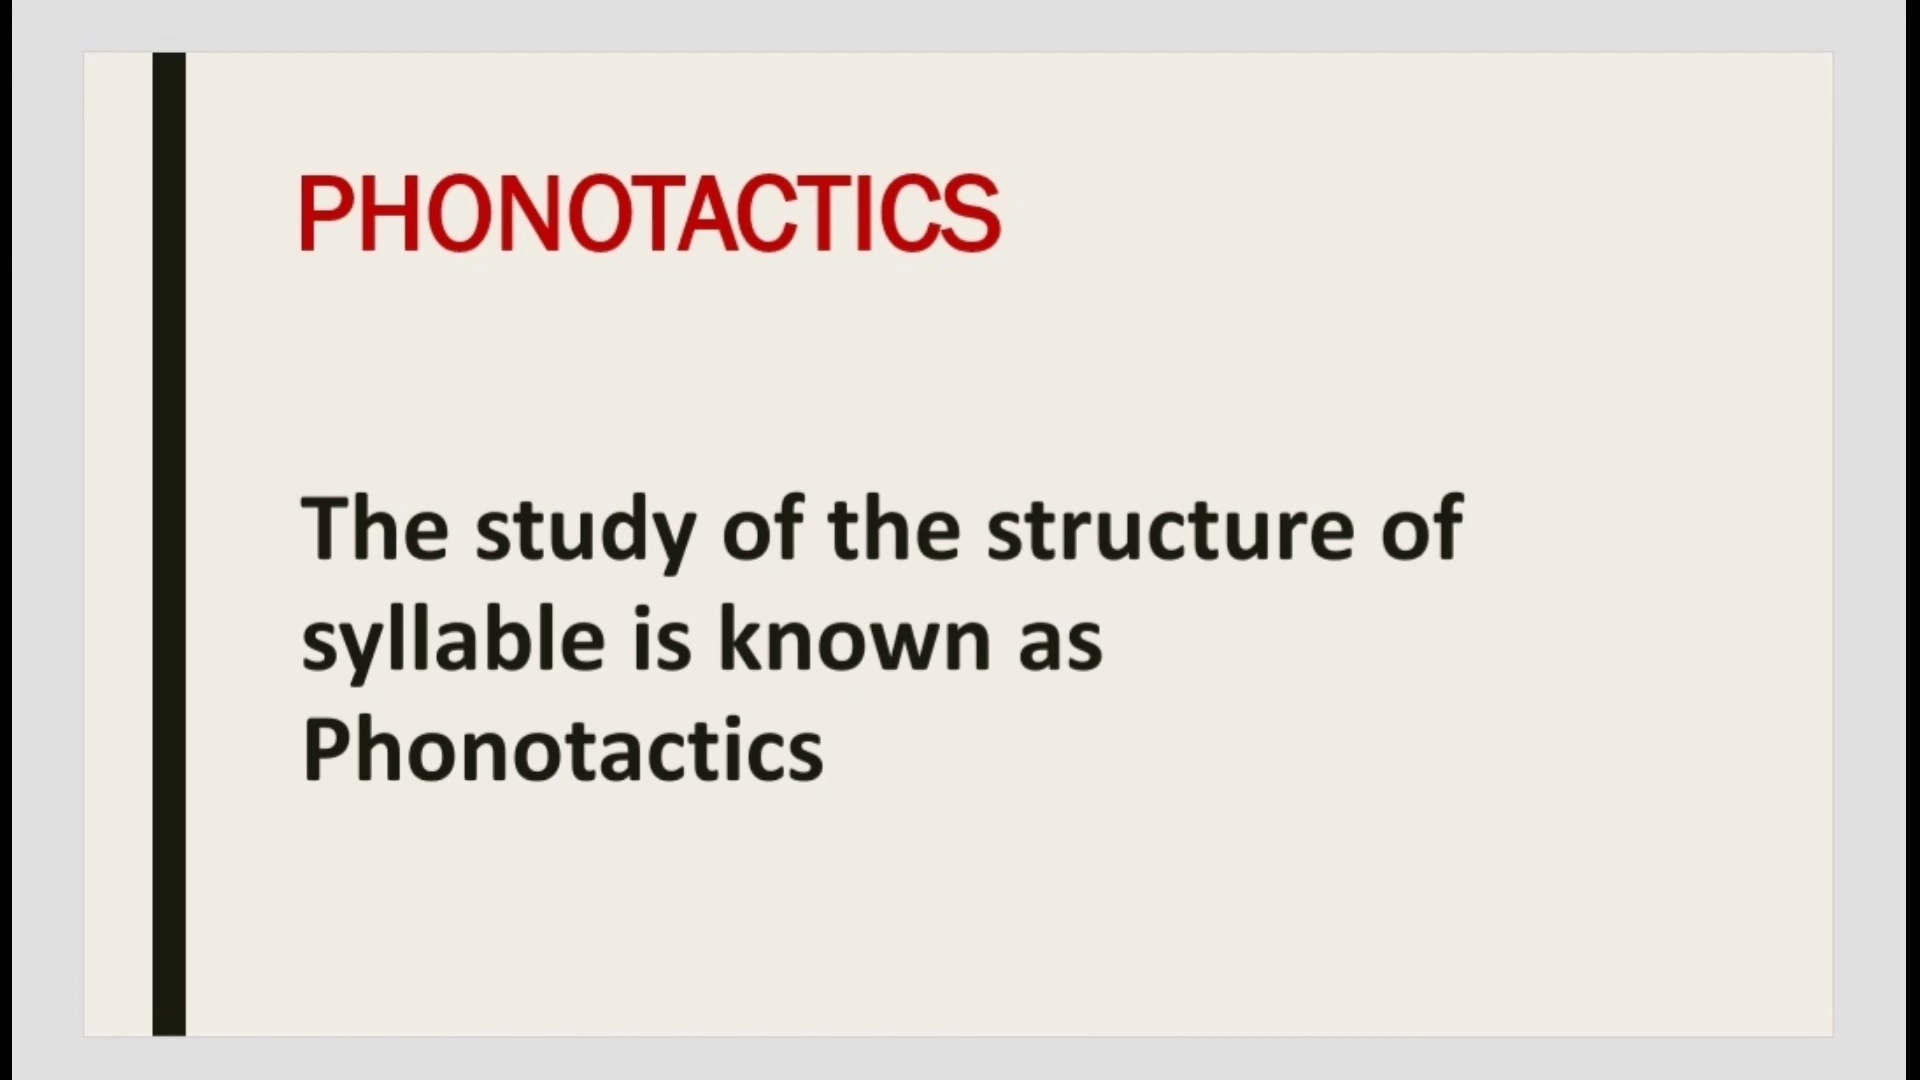 PHONOTACTICS
The study of the structure of
syllable is known as
Phonotactics